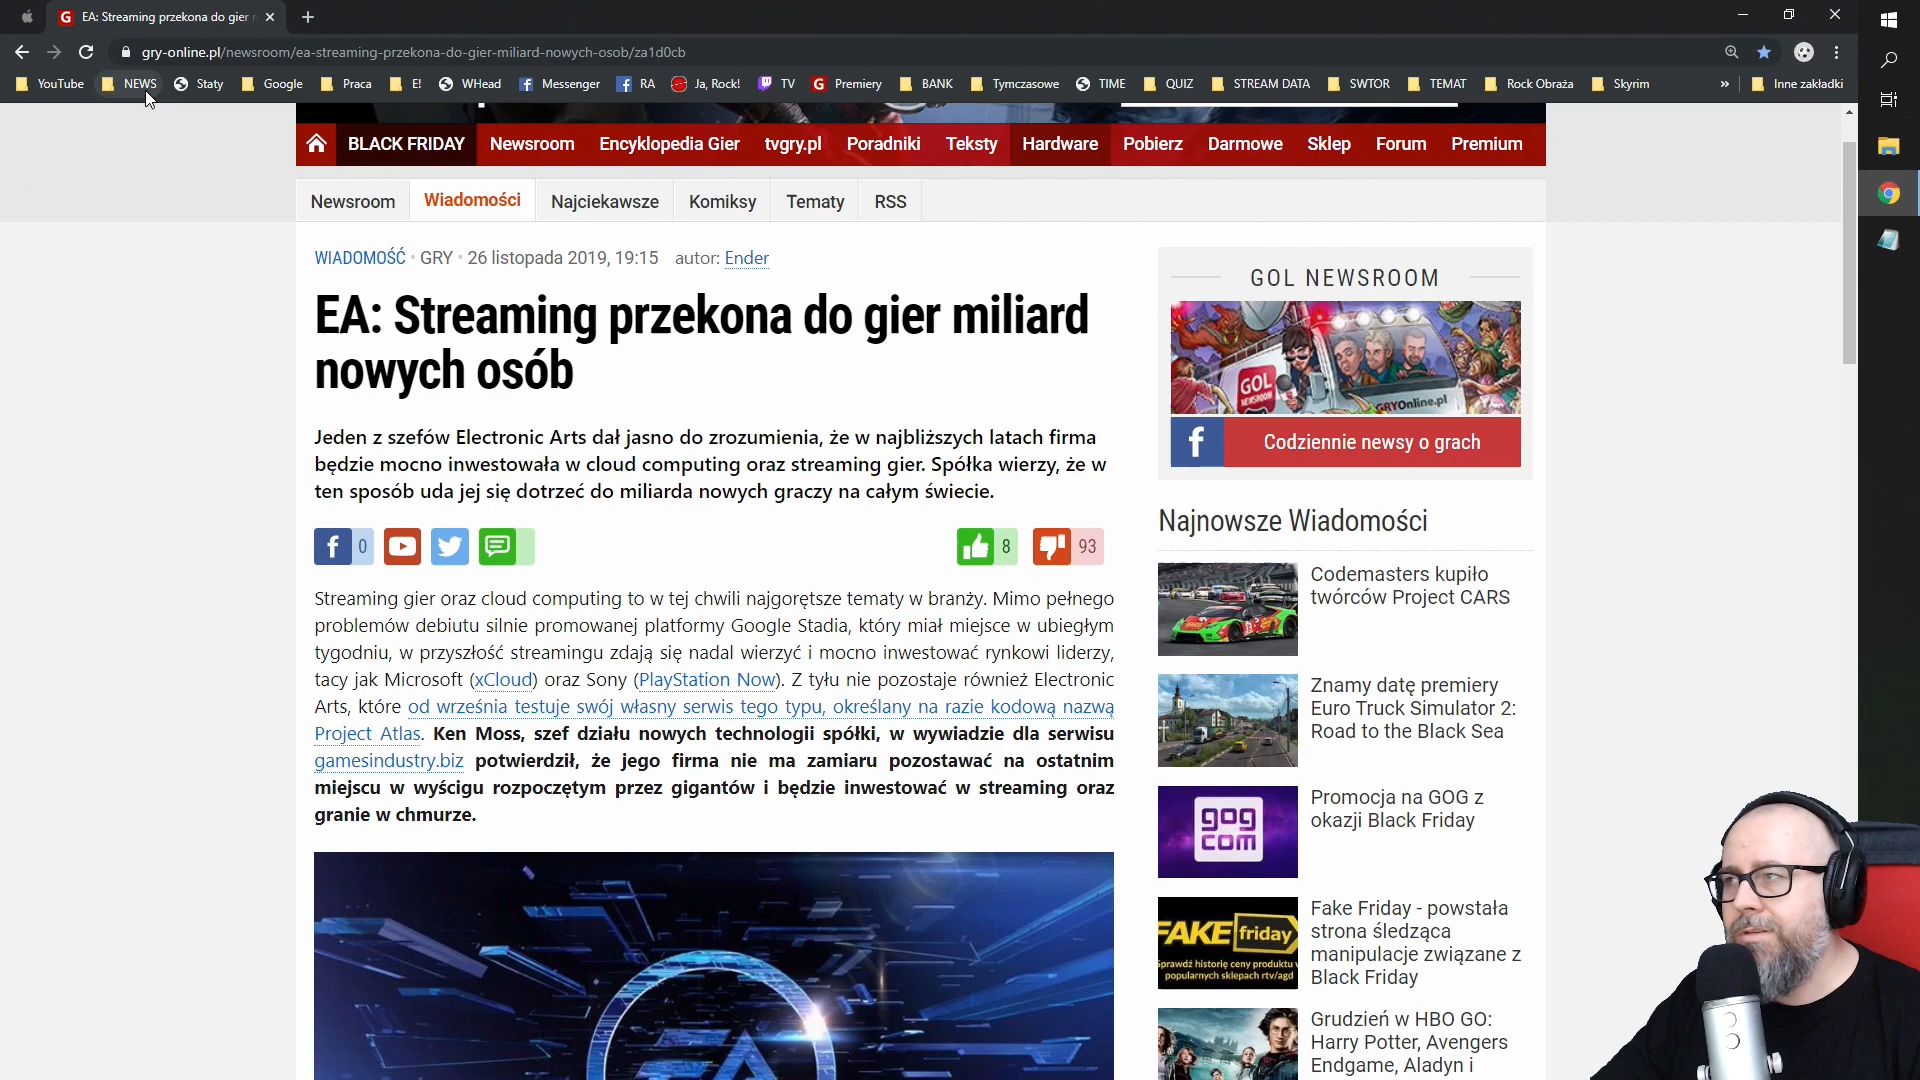 EA: Streaming przekona do gier
gry-online.pl/newsroom/ea-streaming-przekona-do-gier-miliard-nowych-osob/za1d0cb
YouTube NEWS Staty Google Praca E! WHead Messenger RA Ja, Rock! TV Premiery BANK Tymczasowe TIME QUIZ STREAM DATA SWTOR TEMAT Rock Obraża Skyrim » Inne zakładki
BLACK FRIDAY Newsroom Encyklopedia Gier tvgry.pl Poradniki Teksty Hardware Pobierz Darmowe Sklep Forum Premium
Newsroom Wiadomości Najciekawsze Komiksy Tematy RSS
WIADOMOŚĆ • GRY • 26 listopada 2019, 19:15 autor: Ender
EA: Streaming przekona do gier miliard
nowych osób
Jeden z szefów Electronic Arts dał jasno do zrozumienia, że w najbliższych latach firma
będzie mocno inwestowała w cloud computing oraz streaming gier. Spółka wierzy, że w
ten sposób uda jej się dotrzeć do miliarda nowych graczy na całym świecie.
0 8 93
Streaming gier oraz cloud computing to w tej chwili najgorętsze tematy w branży. Mimo pełnego
problemów debiutu silnie promowanej platformy Google Stadia, który miał miejsce w ubiegłym
tygodniu, w przyszłość streamingu zdają się nadal wierzyć i mocno inwestować rynkowi liderzy,
tacy jak Microsoft (xCloud) oraz Sony (PlayStation Now). Z tyłu nie pozostaje również Electronic
Arts, które od września testuje swój własny serwis tego typu, określany na razie kodową nazwą
Project Atlas. Ken Moss, szef działu nowych technologii spółki, w wywiadzie dla serwisu
gamesindustry.biz potwierdził, że jego firma nie ma zamiaru pozostawać na ostatnim
miejscu w wyścigu rozpoczętym przez gigantów i będzie inwestować w streaming oraz
granie w chmurze.
EA
GOL NEWSROOM
GOL
NEWSROOM
GRYOnline.pl
Codziennie newsy o grach
Najnowsze Wiadomości
Codemasters kupiło
twórców Project CARS
Znamy datę premiery
Euro Truck Simulator 2:
Road to the Black Sea
gog
com
Promocja na GOG z
okazji Black Friday
FAKE friday
Sprawdź historię ceny produktu w
popularnych sklepach rtv/agd
Fake Friday - powstała
strona śledząca
manipulacje związane z
Black Friday
Grudzień w HBO GO:
Harry Potter, Avengers
Endgame, Aladyn i